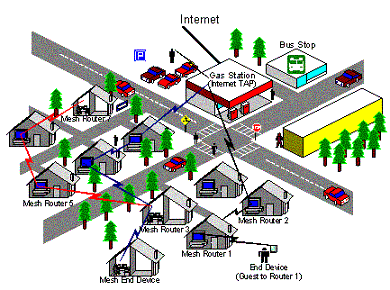 Internet
Bus Stop
P
Gas Station
(Internet TAP)
Mesh Router 7
Mesh Router 5
Mesh Router 3
Mesh Router 2
Mesh Router 1
Mesh End Device
End Device
(Guest to Router 1)